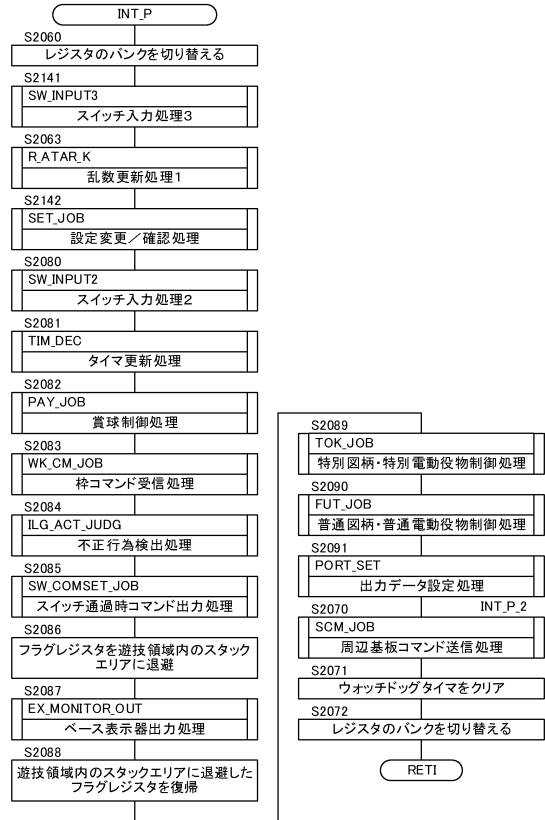 INT_P
S2060
レジスタのバンクを切り替える
S2141
SW_INPUT3
スイッチ入力処理３
S2063
R_ATAR_K
乱数更新処理１
S2142
SET_JOB
設定変更／確認処理
S2080
SW_INPUT2
スイッチ入力処理２
S2081
TIM_DEC
タイマ更新処理
S2082
PAY_JOB
賞球制御処理
S2083
WK_CM_JOB
枠コマンド受信処理
S2084
ILG_ACT_JUDG
不正行為検出処理
S2085
SW_COMSET_JOB
スイッチ通過時コマンド出力処理
S2086
フラグレジスタを遊技領域内のスタック
エリアに退避
S2087
EX_MONITOR_OUT
ベース表示器出力処理
S2088
遊技領域内のスタックエリアに退避した
フラグレジスタを復帰
S2089
TOK_JOB
特別図柄・特別電動役物制御処理
S2090
FUT_JOB
普通図柄・普通電動役物制御処理
S2091
PORT_SET
出力データ設定処理
INT_P_2
S2070
SCM_JOB
周辺基板コマンド送信処理
S2071
ウォッチドッグタイマをクリア
S2072
レジスタのバンクを切り替える
RETI